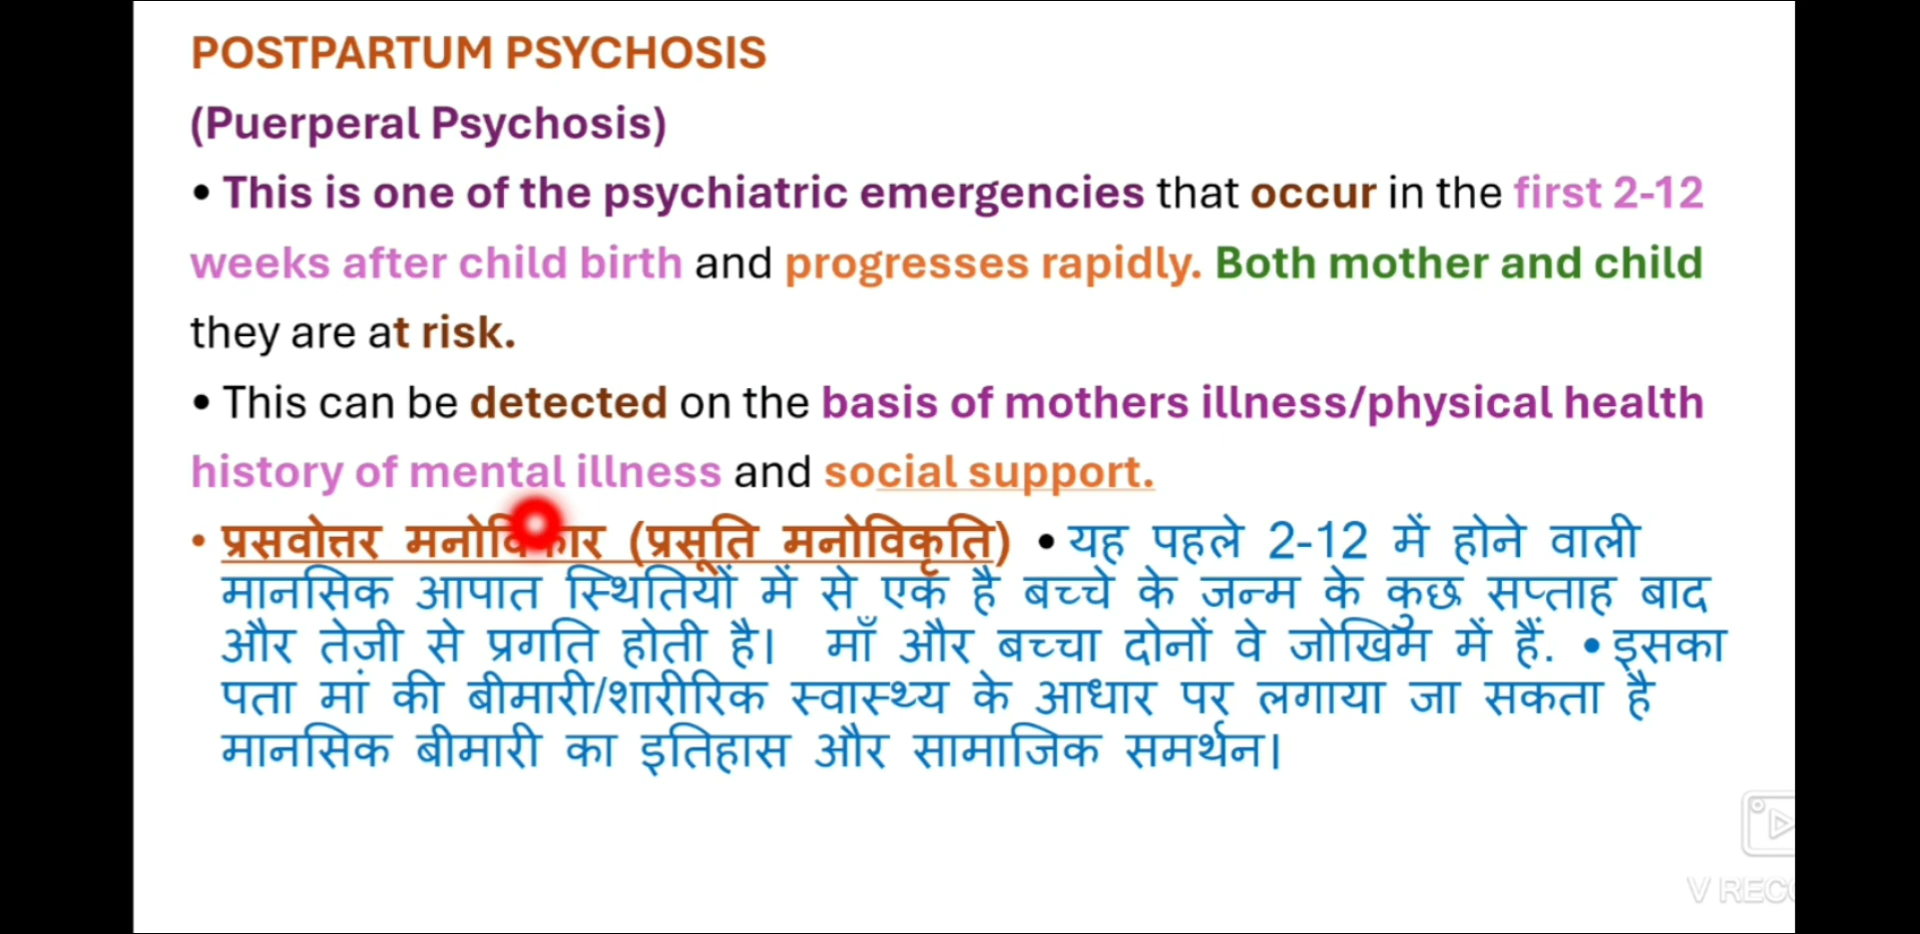 POSTPARTUM PSYCHOSIS
(Puerperal Psychosis)
• This is one of the psychiatric emergencies that occur in the first 2-12
weeks after child birth and progresses rapidly. Both mother and child
they are at risk.
• This can be detected on the basis of mothers illness/physical health
history of mental illness and social support.
• प्रसवोत्तर मनोविकार (प्रसूति मनोविकृति) • यह पहले 2-12 में होने वाली
मानसिक आपात स्थितियों में से एक है बच्चे के जन्म के कुछ सप्ताह बाद
और तेजी से प्रगति होती है। माँ और बच्चा दोनों वे जोखिम में हैं. • इसका
पता मां की बीमारी/शारीरिक स्वास्थ्य के आधार पर लगाया जा सकता है
मानसिक बीमारी का इतिहास और सामाजिक समर्थन।